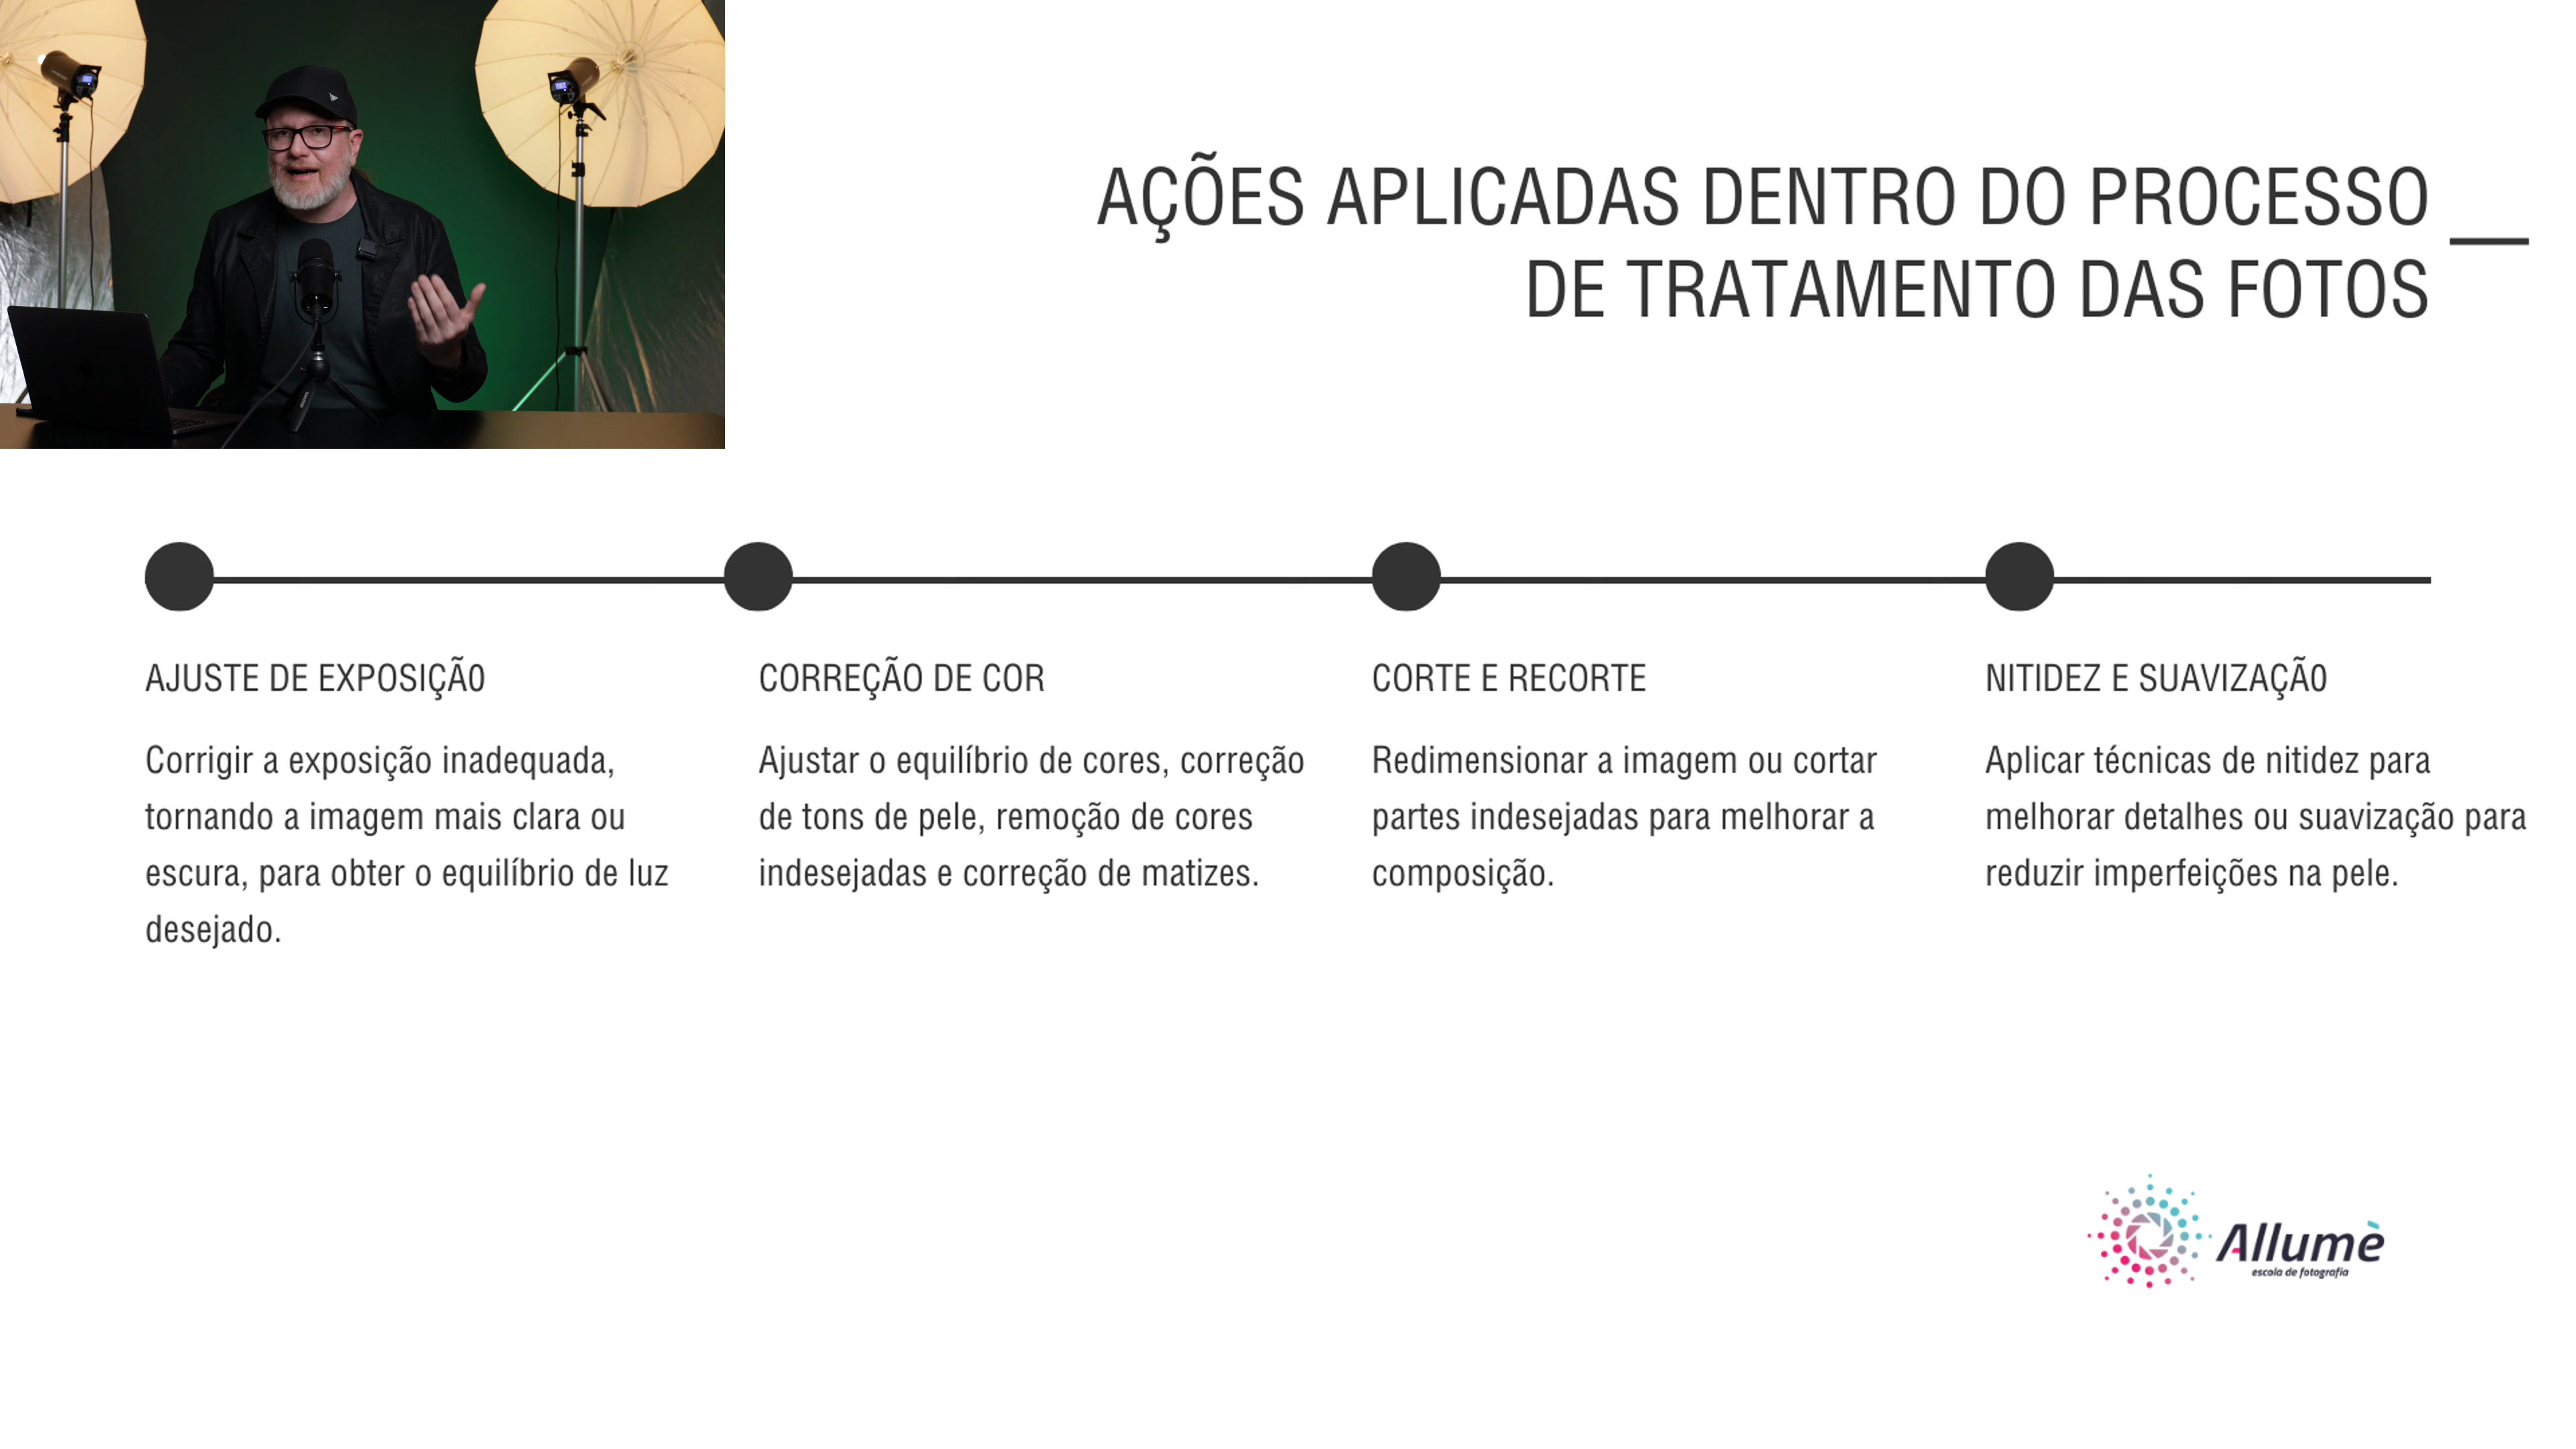 AÇÕES APLICADAS DENTRO DO PROCESSO
DE TRATAMENTO DAS FOTOS
AJUSTE DE EXPOSIÇÃO
Corrigir a exposição inadequada,
tornando a imagem mais clara ou
escura, para obter o equilíbrio de luz
desejado.
CORREÇÃO DE COR
Ajustar o equilíbrio de cores, correção
de tons de pele, remoção de cores
indesejadas e correção de matizes.
CORTE E RECORTE
Redimensionar a imagem ou cortar
partes indesejadas para melhorar a
composição.
NITIDEZ E SUAVIZAÇÃO
Aplicar técnicas de nitidez para
melhorar detalhes ou suavização para
reduzir imperfeições na pele.
Allumè
escola de fotografia